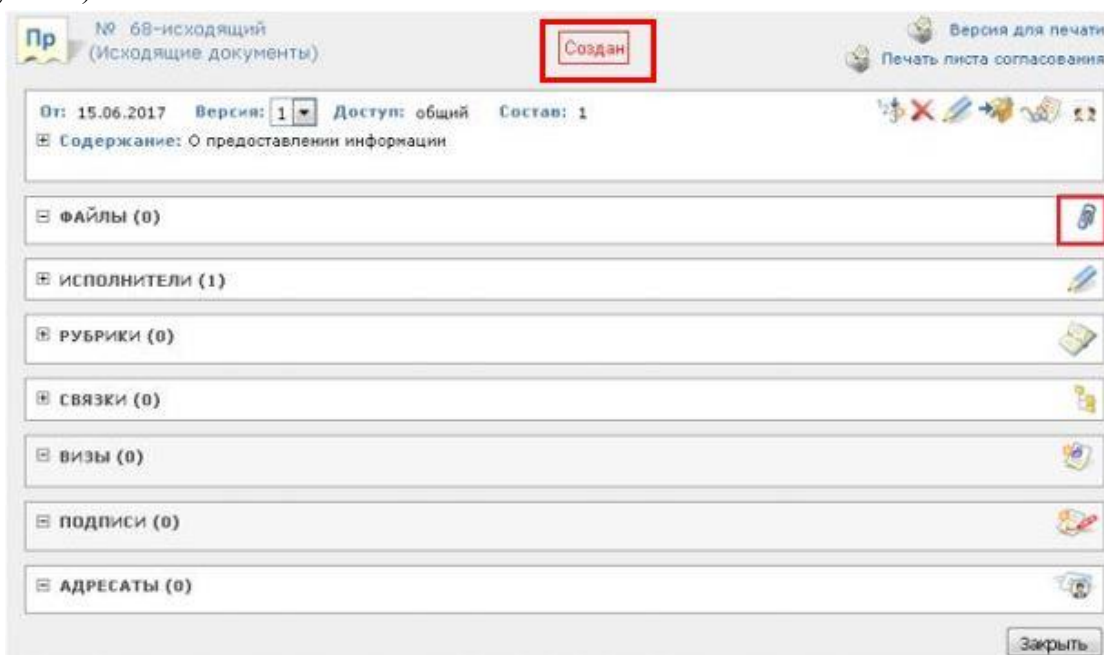 Пр
№ 68-исходящий
(Исходящие документы)
Создан
Версия для печати
Печать листа согласования
От: 15.06.2017 Версия: 1 Доступ: общий Состав: 1
Содержание: О предоставлении информации
ФАЙЛЫ (0)
ИСПОЛНИТЕЛИ (1)
РУБРИКИ (0)
СВЯЗКИ (0)
ВИЗЫ (0)
ПОДПИСИ (0)
АДРЕСАТЫ (0)
Закрыть